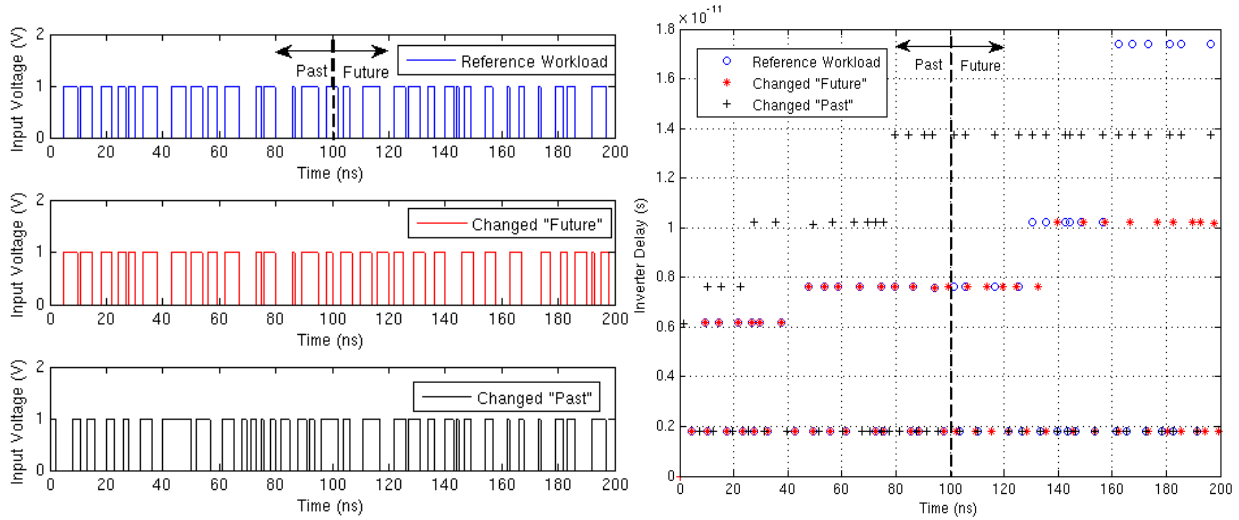 Input Voltage (V)
2
1
0
Past
Future
Reference Workload
0 20 40 60 80 100 120 140 160 180 200
Time (ns)
Input Voltage (V)
2
1
0
Changed "Future"
0 20 40 60 80 100 120 140 160 180 200
Time (ns)
Input Voltage (V)
2
1
0
Changed "Past"
0 20 40 60 80 100 120 140 160 180 200
Time (ns)
× 10⁻¹¹
Inverter Delay (s)
1.8
1.6
1.4
1.2
1
0.8
0.6
0.4
0.2
0
Reference Workload
Changed "Future"
Changed "Past"
Past
Future
0 20 40 60 80 100 120 140 160 180 200
Time (ns)